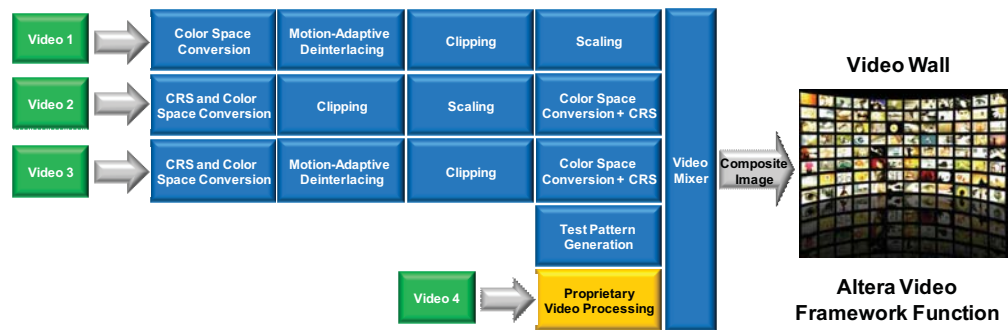 Video 1
Color Space
Conversion
Motion-Adaptive
Deinterlacing
Clipping
Scaling
Video 2
CRS and Color
Space Conversion
Clipping
Scaling
Color Space
Conversion + CRS
Video 3
CRS and Color
Space Conversion
Motion-Adaptive
Deinterlacing
Clipping
Color Space
Conversion + CRS
Test Pattern
Generation
Video 4
Proprietary
Video Processing
Video
Mixer
Composite
Image
Video Wall
Altera Video
Framework Function